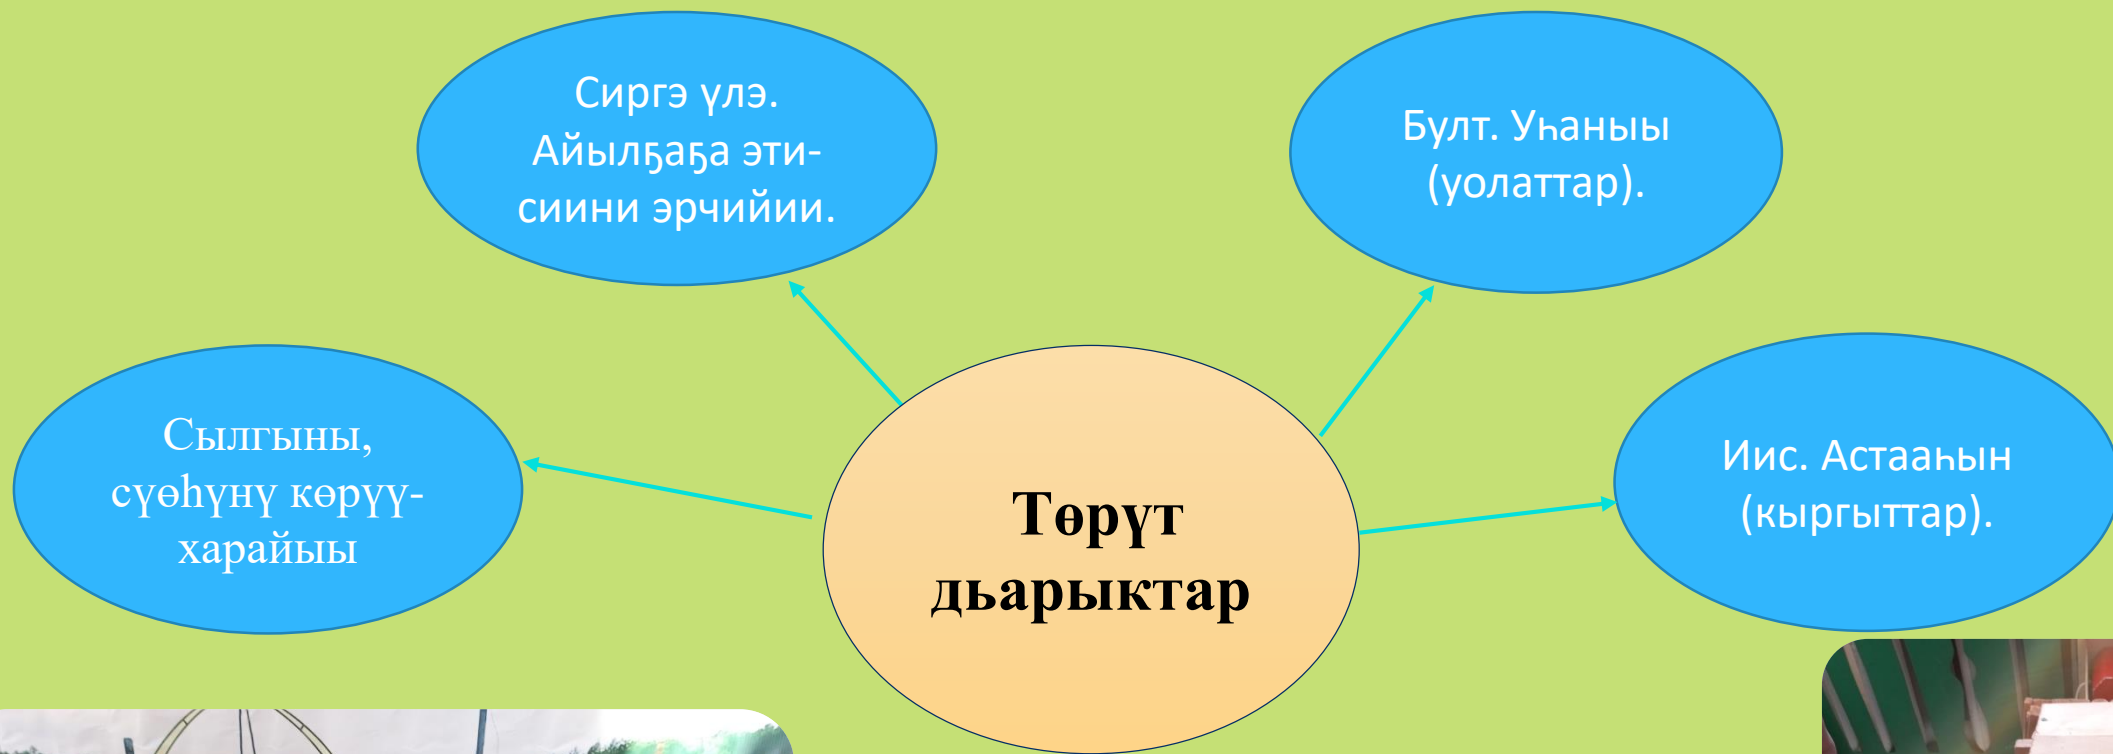 Сиргэ үлэ.
Айылҕаҕа эти-
сиини эрчийии.
Булт. Уһаныы
(уолаттар).
Сылгыны,
сүөһүнү көрүү-
харайыы
Төрүт
дьарыктар
Иис. Астааһын
(кыргыттар).